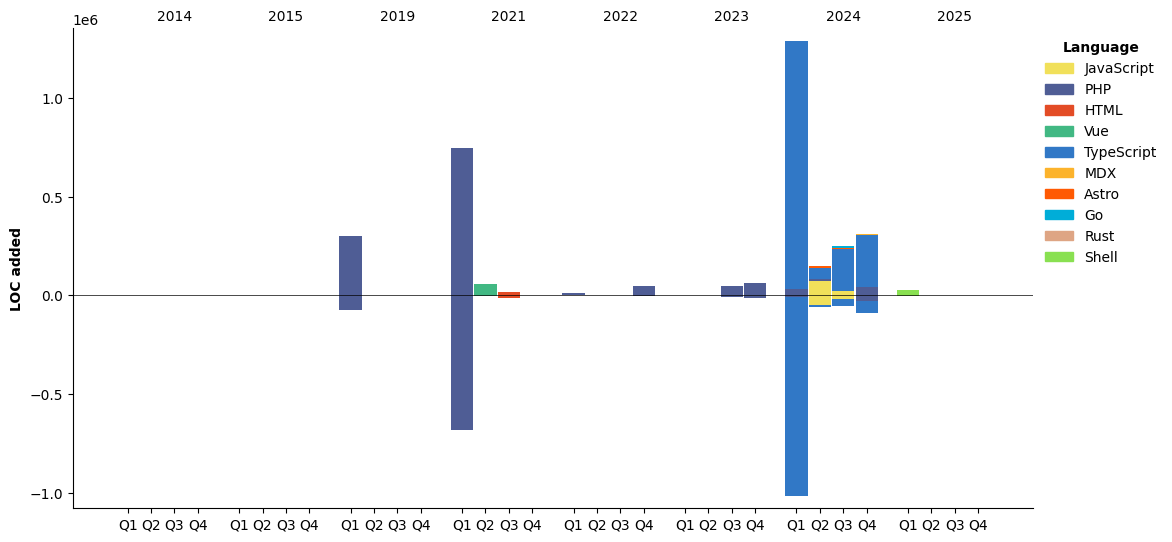 2014 2015 2019 2021 2022 2023 2024 2025
1e6
Language
JavaScript
PHP
HTML
Vue
TypeScript
MDX
Astro
Go
Rust
Shell
LOC added
1.0
0.5
0.0
−0.5
−1.0
Q1 Q2 Q3 Q4 Q1 Q2 Q3 Q4 Q1 Q2 Q3 Q4 Q1 Q2 Q3 Q4 Q1 Q2 Q3 Q4 Q1 Q2 Q3 Q4 Q1 Q2 Q3 Q4 Q1 Q2 Q3 Q4